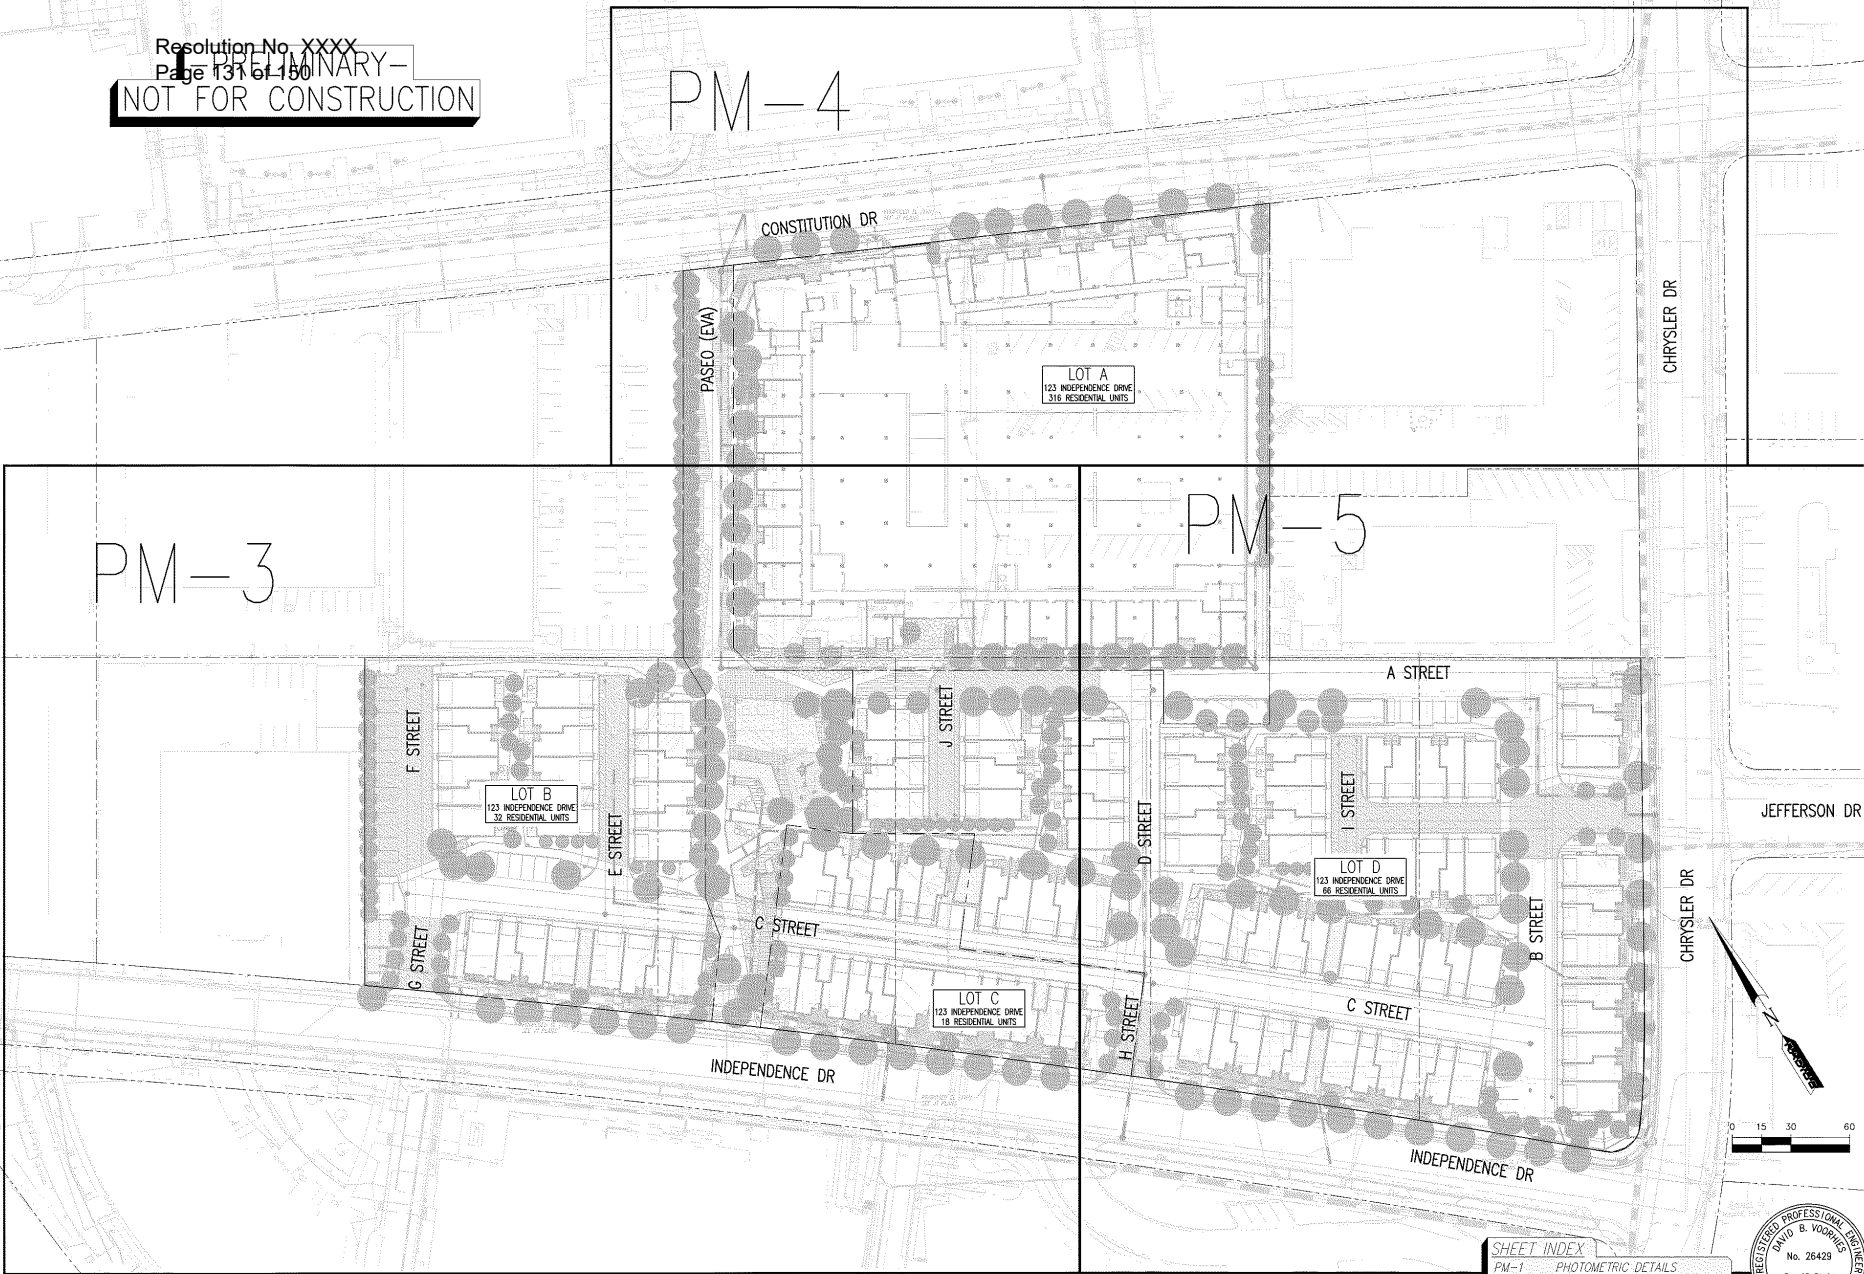 Resolution No. XXXX
Page 131 of 150
-PRELIMINARY-
NOT FOR CONSTRUCTION
PM-4
CONSTITUTION DR
PASEO (EVA)
CHRYSLER DR
LOT A
123 INDEPENDENCE DRIVE
316 RESIDENTIAL UNITS
PM-3
PM-5
A STREET
F STREET
J STREET
LOT B
123 INDEPENDENCE DRIVE
32 RESIDENTIAL UNITS
E STREET
D STREET
I STREET
JEFFERSON DR
LOT D
123 INDEPENDENCE DRIVE
66 RESIDENTIAL UNITS
CHRYSLER DR
C STREET
B STREET
G STREET
LOT C
123 INDEPENDENCE DRIVE
18 RESIDENTIAL UNITS
C STREET
H STREET
N
INDEPENDENCE DR
0 15 30 60
INDEPENDENCE DR
SHEET INDEX
PM-1 PHOTOMETRIC DETAILS
REGISTERED PROFESSIONAL ENGINEER
DAVID B. VOORHIES
No. 26429